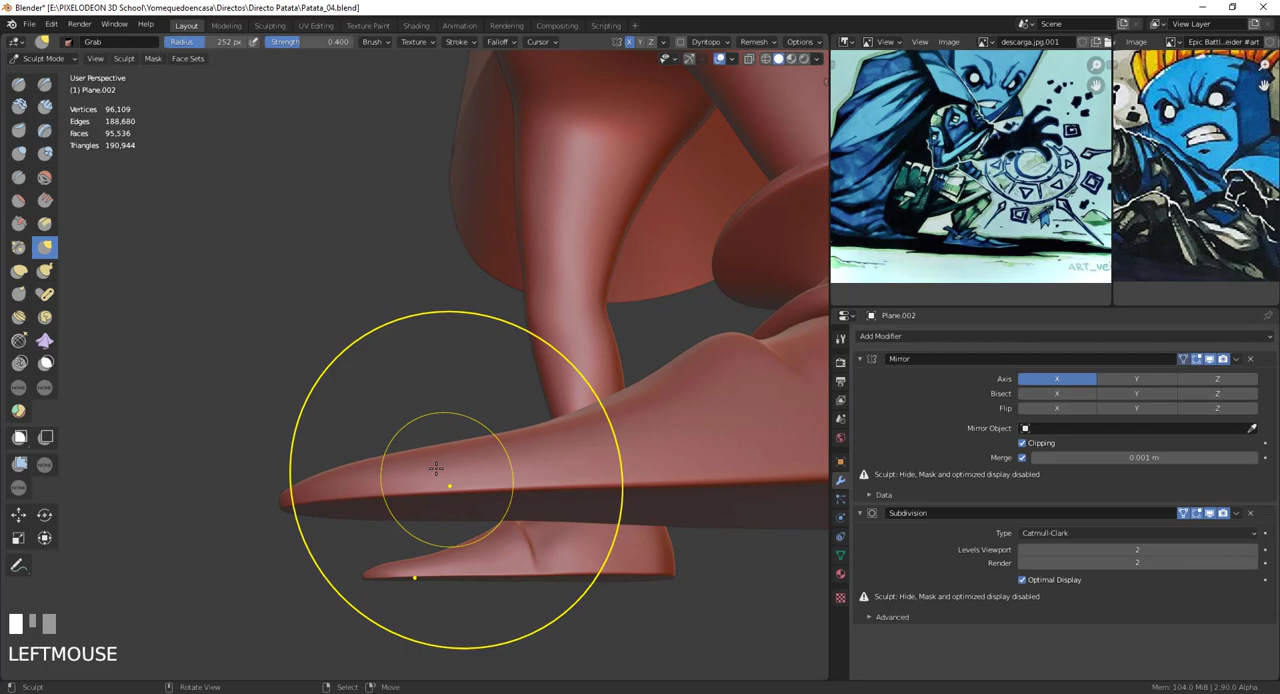 Blender* [E:\PIXELODEON 3D School\Yomequedoencasa\Directos\Directo Patata\Patata_04.blend]
File Edit Render Window Help Layout Modeling Sculpting UV Editing Texture Paint Shading Animation Rendering Compositing Scripting + Scene View Layer
Grab Radius 252 px Strength 0.400 Brush Texture Stroke Falloff Cursor X Y Z Dyntopo Remesh Options View View Image descarga.jpg.001 Image Epic Battl...eider #art
Sculpt Mode View Sculpt Mask Face Sets
User Perspective
(1) Plane.002
Vertices 96,109
Edges 188,680
Faces 95,536
Triangles 190,944
NONE NONE
NONE
NONE
LEFTMOUSE
Sculpt Rotate View Select Move Mem: 104.0 MiB | 2.90.0 Alpha
Plane.002
Add Modifier
Mirror
Axis X Y Z
Bisect X Y Z
Flip X Y Z
Mirror Object
Clipping
Merge 0.001 m
Sculpt: Hide, Mask and optimized display disabled
Data
Subdivision
Type Catmull-Clark
Levels Viewport 2
Render 2
Optimal Display
Sculpt: Hide, Mask and optimized display disabled
Advanced